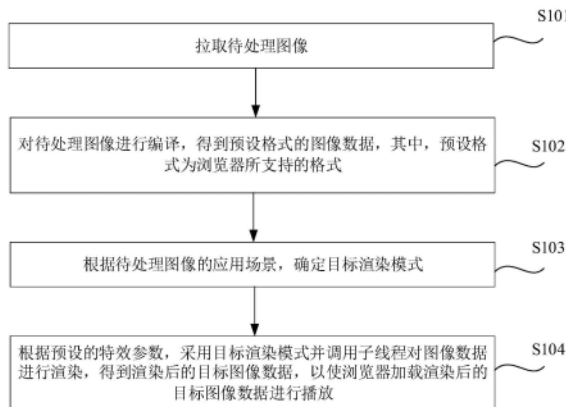 S101
拉取待处理图像
对待处理图像进行编译，得到预设格式的图像数据，其中，预设格
式为浏览器所支持的格式
S102
根据待处理图像的应用场景，确定目标渲染模式
S103
根据预设的特效参数，采用目标渲染模式并调用子线程对图像数据
进行渲染，得到渲染后的目标图像数据，以使浏览器加载渲染后的
目标图像数据进行播放
S104